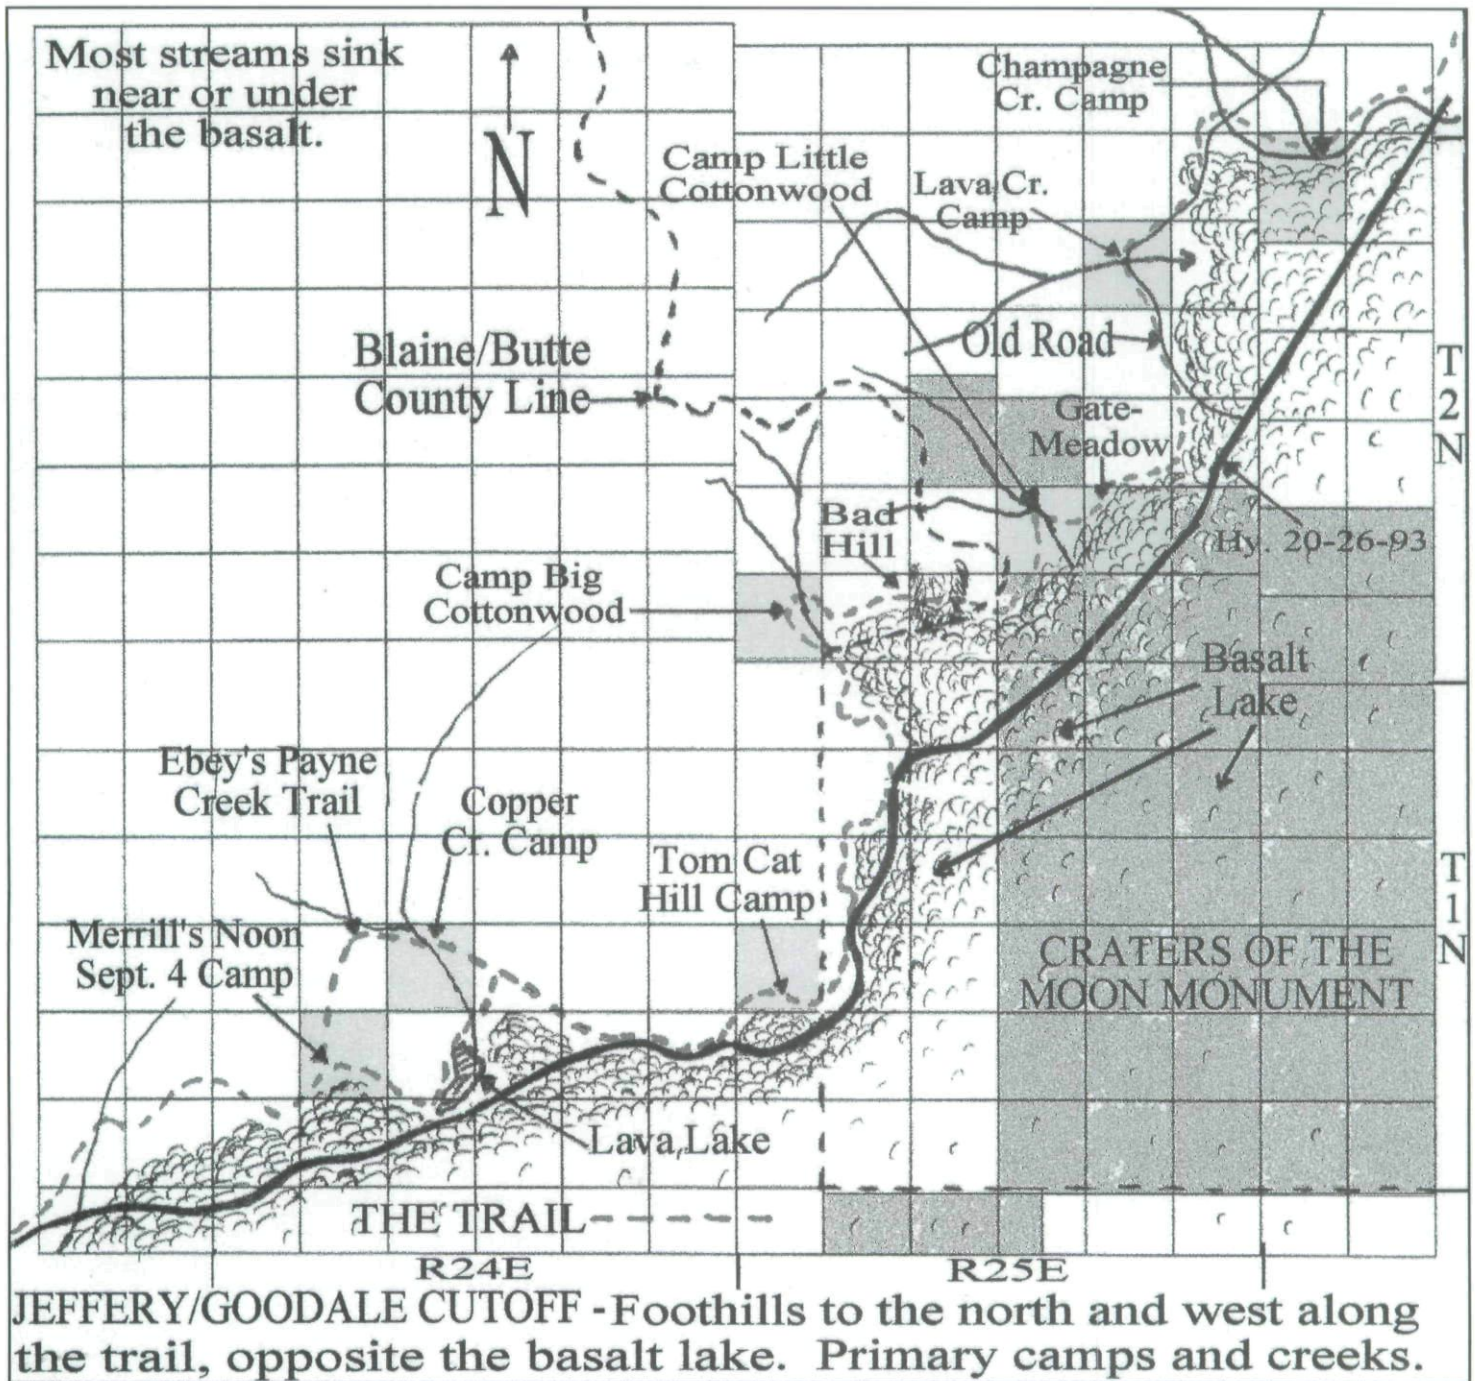 Most streams sink
near or under
the basalt.
N
Champagne
Cr. Camp
Camp Little
Cottonwood
Lava Cr.
Camp
Blaine/Butte
County Line
Old Road
T
2
N
Gate-
Meadow
Bad
Hill
Hy. 20-26-93
Camp Big
Cottonwood
Basalt
Lake
Ebey's Payne
Creek Trail
Copper
Cr. Camp
Tom Cat
Hill Camp
T
1
N
Merrill's Noon
Sept. 4 Camp
CRATERS OF THE
MOON MONUMENT
Lava Lake
THE TRAIL
R24E
R25E
JEFFERY/GOODALE CUTOFF - Foothills to the north and west along
the trail, opposite the basalt lake. Primary camps and creeks.